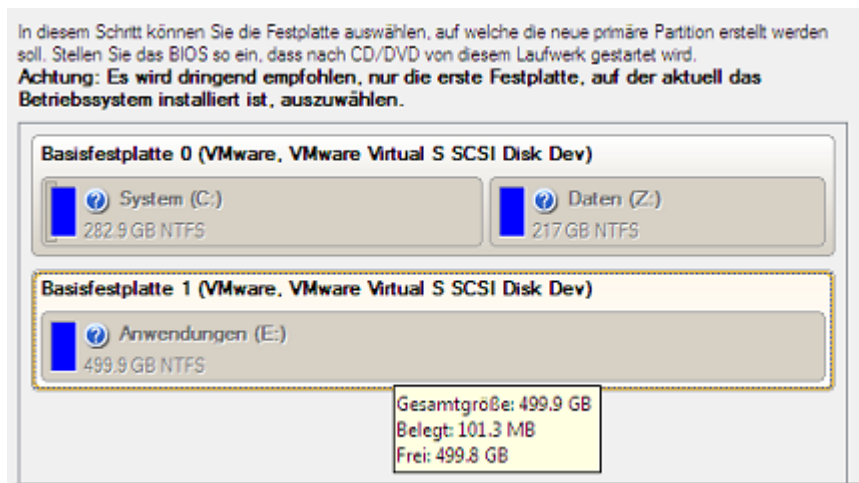 In diesem Schritt können Sie die Festplatte auswählen, auf welche die neue primäre Partition erstellt werden
soll. Stellen Sie das BIOS so ein, dass nach CD/DVD von diesem Laufwerk gestartet wird.
Achtung: Es wird dringend empfohlen, nur die erste Festplatte, auf der aktuell das
Betriebssystem installiert ist, auszuwählen.
Basisfestplatte 0 (VMware, VMware Virtual S SCSI Disk Dev)
System (C:)
282.9 GB NTFS
Daten (Z:)
217 GB NTFS
Basisfestplatte 1 (VMware, VMware Virtual S SCSI Disk Dev)
Anwendungen (E:)
499.9 GB NTFS
Gesamtgröße: 499.9 GB
Belegt: 101.3 MB
Frei: 499.8 GB